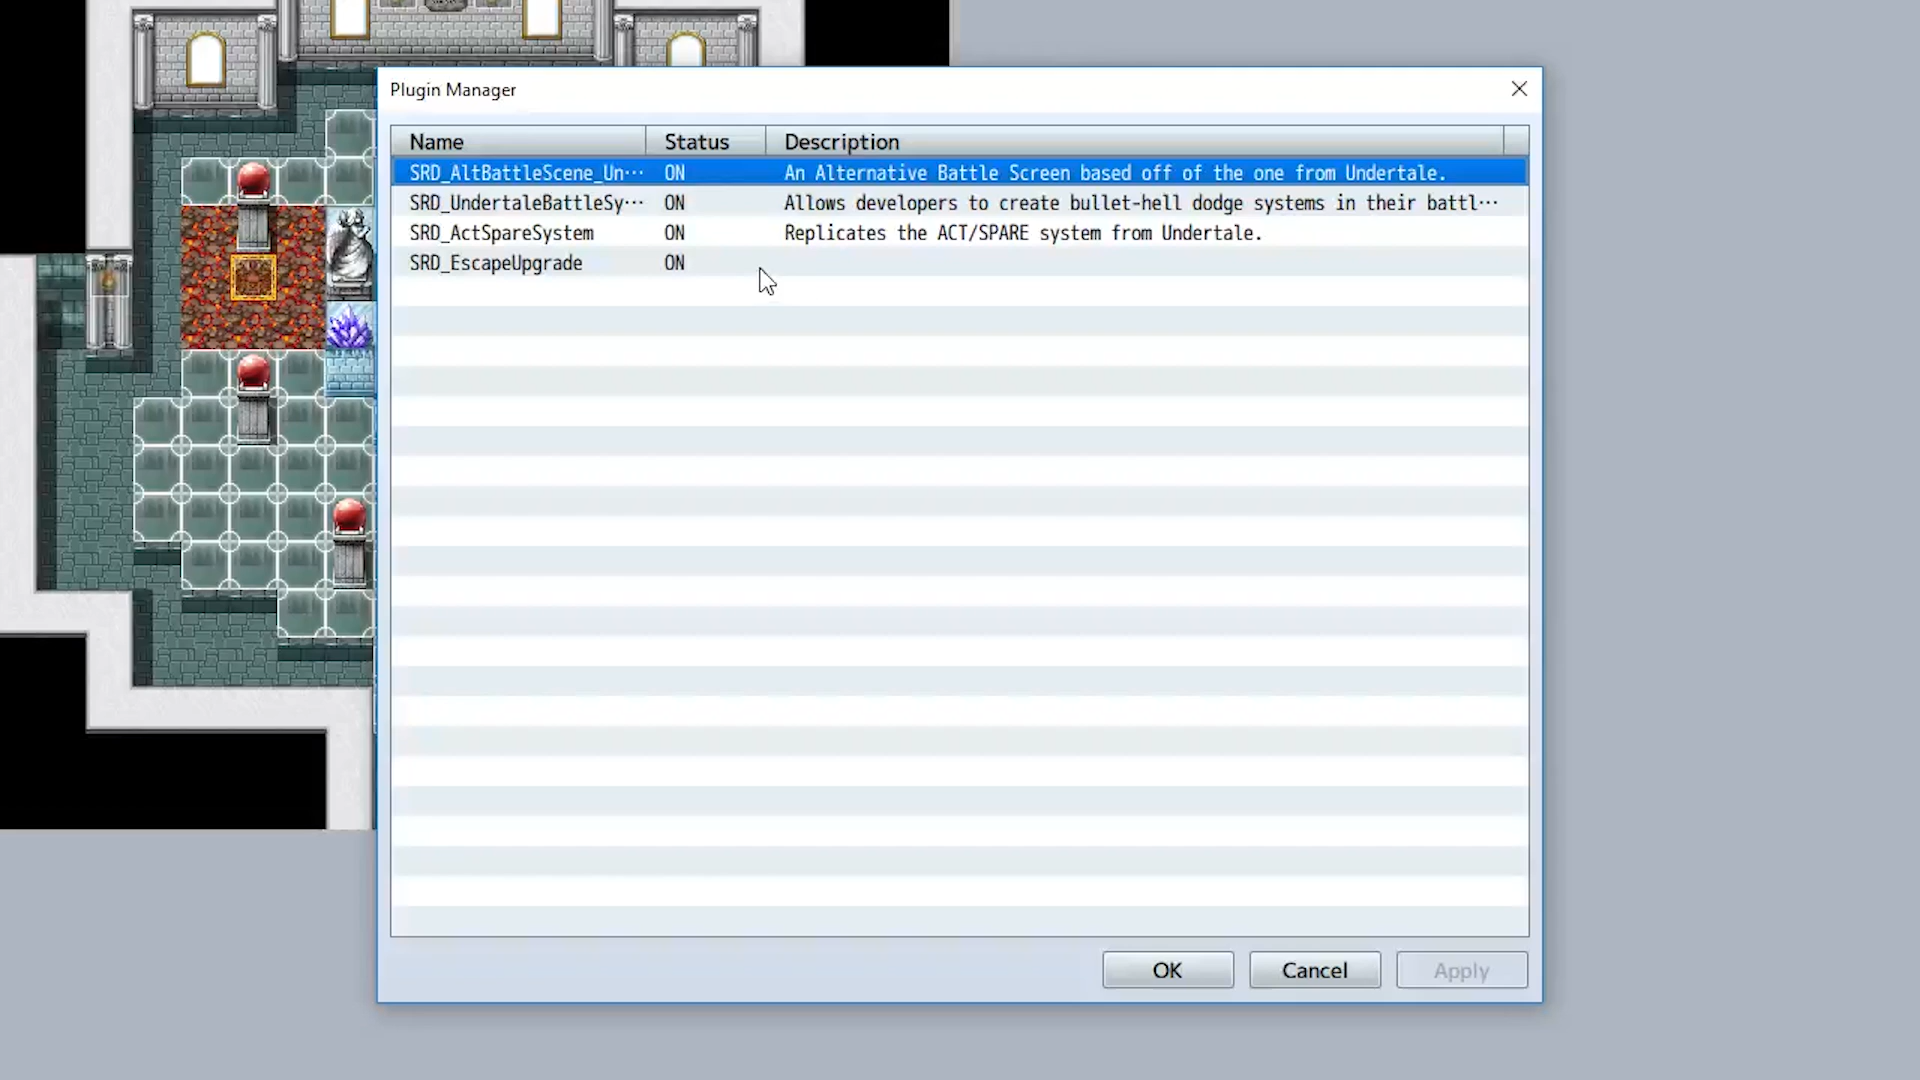 Plugin Manager
Name Status Description
SRD_AltBattleScene_Un··· ON An Alternative Battle Screen based off of the one from Undertale.
SRD_UndertaleBattleSy··· ON Allows developers to create bullet-hell dodge systems in their battl···
SRD_ActSpareSystem ON Replicates the ACT/SPARE system from Undertale.
SRD_EscapeUpgrade ON
OK Cancel Apply